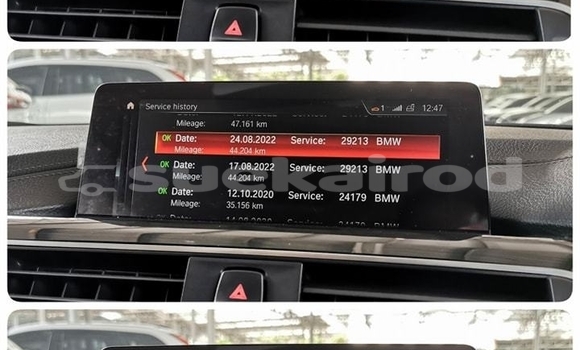 Service history
1
12:47
Mileage: 47.161 km
OK Date: 24.08.2022 Service: 29213 BMW
Mileage: 44.204 km
OK Date: 17.08.2022 Service: 29213 BMW
Mileage: 44.204 km
OK Date: 12.10.2020 Service: 24179 BMW
Mileage: 35.156 km